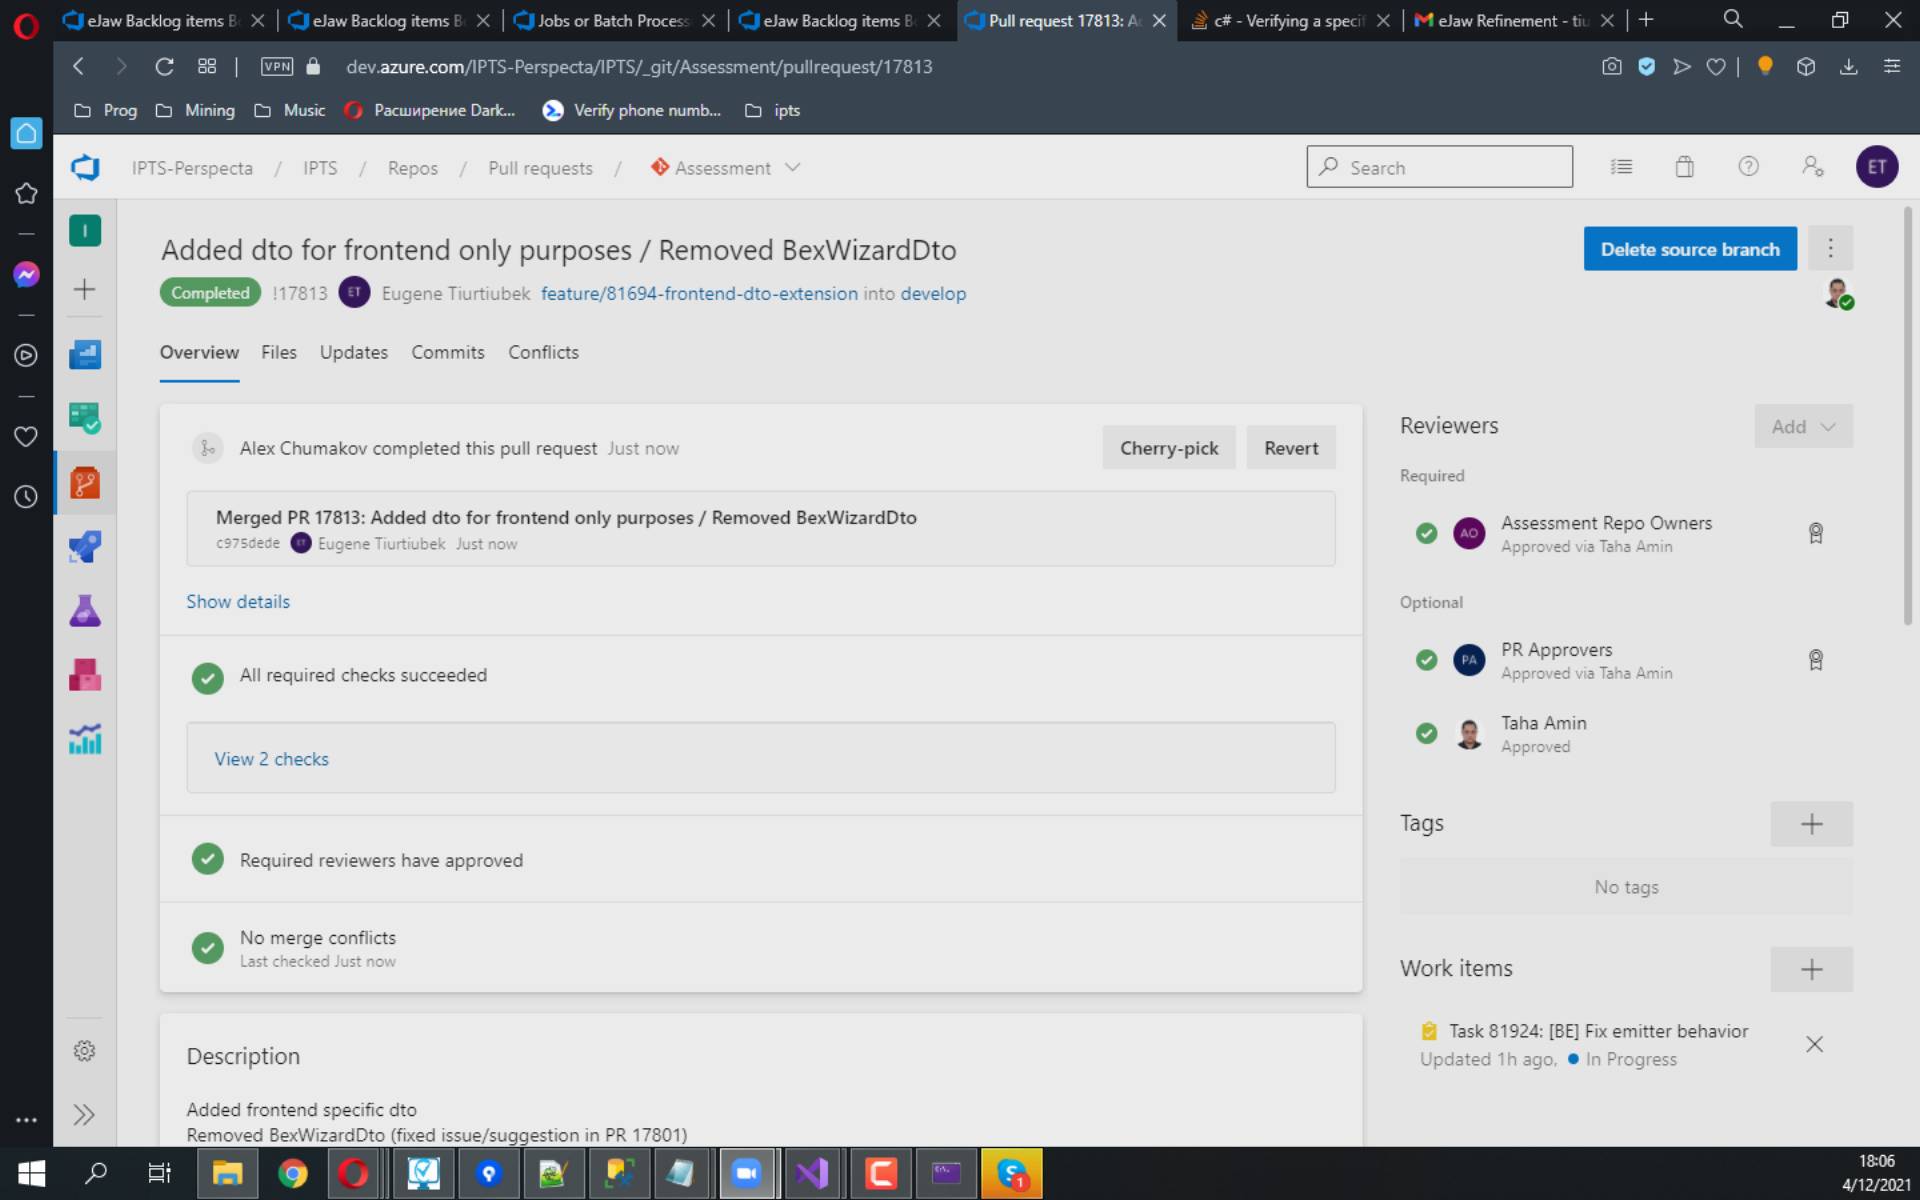 eJaw Backlog items B
eJaw Backlog items B
Jobs or Batch Process
eJaw Backlog items B
Pull request 17813: A
c# - Verifying a specif
eJaw Refinement - tiu
VPN
dev.azure.com/IPTS-Perspecta/IPTS/_git/Assessment/pullrequest/17813
Prog
Mining
Music
Расширение Dark...
Verify phone numb...
ipts
IPTS-Perspecta / IPTS / Repos / Pull requests / Assessment
Search
ET
I
Added dto for frontend only purposes / Removed BexWizardDto
Delete source branch
Completed !17813 ET Eugene Tiurtiubek feature/81694-frontend-dto-extension into develop
Overview Files Updates Commits Conflicts
Alex Chumakov completed this pull request Just now
Cherry-pick
Revert
Merged PR 17813: Added dto for frontend only purposes / Removed BexWizardDto
c975dede ET Eugene Tiurtiubek Just now
Show details
All required checks succeeded
View 2 checks
Required reviewers have approved
No merge conflicts
Last checked Just now
Description
Added frontend specific dto
Removed BexWizardDto (fixed issue/suggestion in PR 17801)
Reviewers
Add
Required
AO
Assessment Repo Owners
Approved via Taha Amin
Optional
PA
PR Approvers
Approved via Taha Amin
Taha Amin
Approved
Tags
No tags
Work items
Task 81924: [BE] Fix emitter behavior
Updated 1h ago, In Progress
1
18:06
4/12/2021